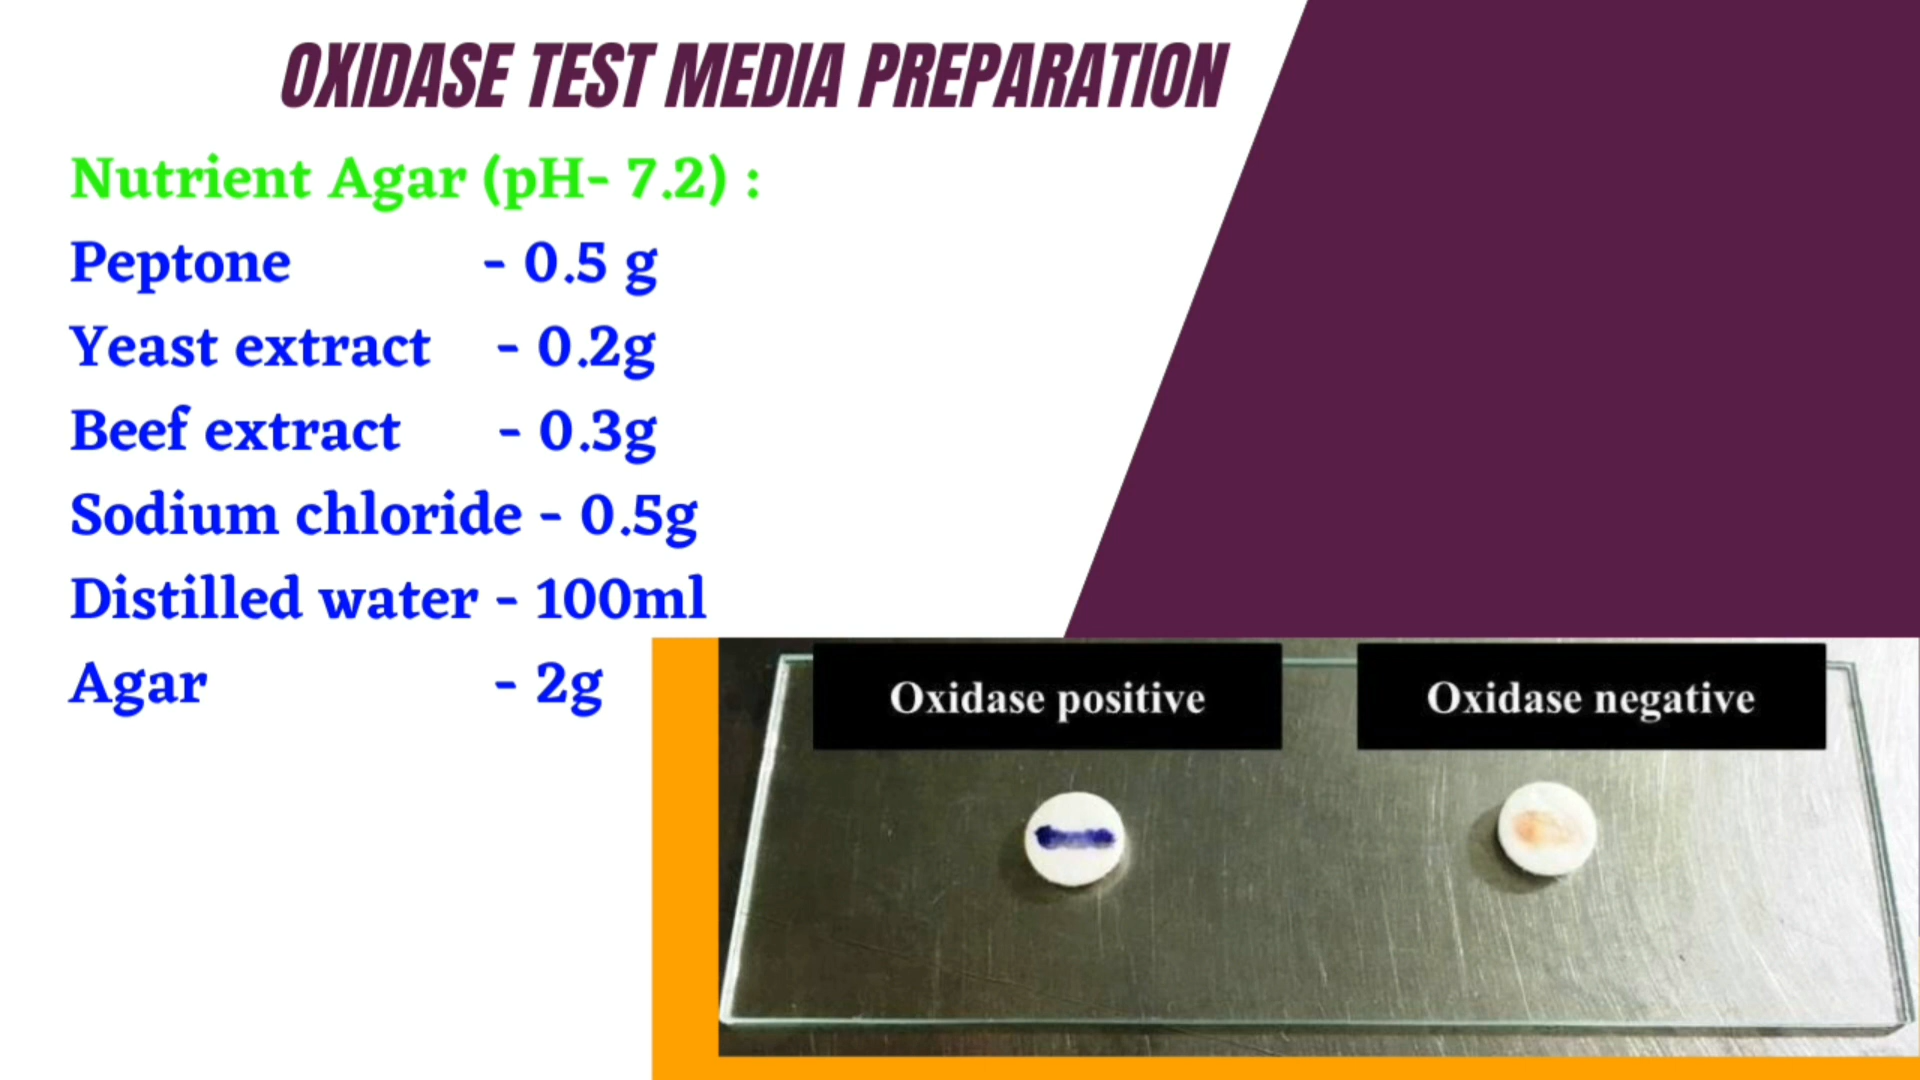 OXIDASE TEST MEDIA PREPARATION
Nutrient Agar (pH- 7.2) :
Peptone - 0.5 g
Yeast extract - 0.2g
Beef extract - 0.3g
Sodium chloride - 0.5g
Distilled water - 100ml
Agar - 2g
Oxidase positive
Oxidase negative